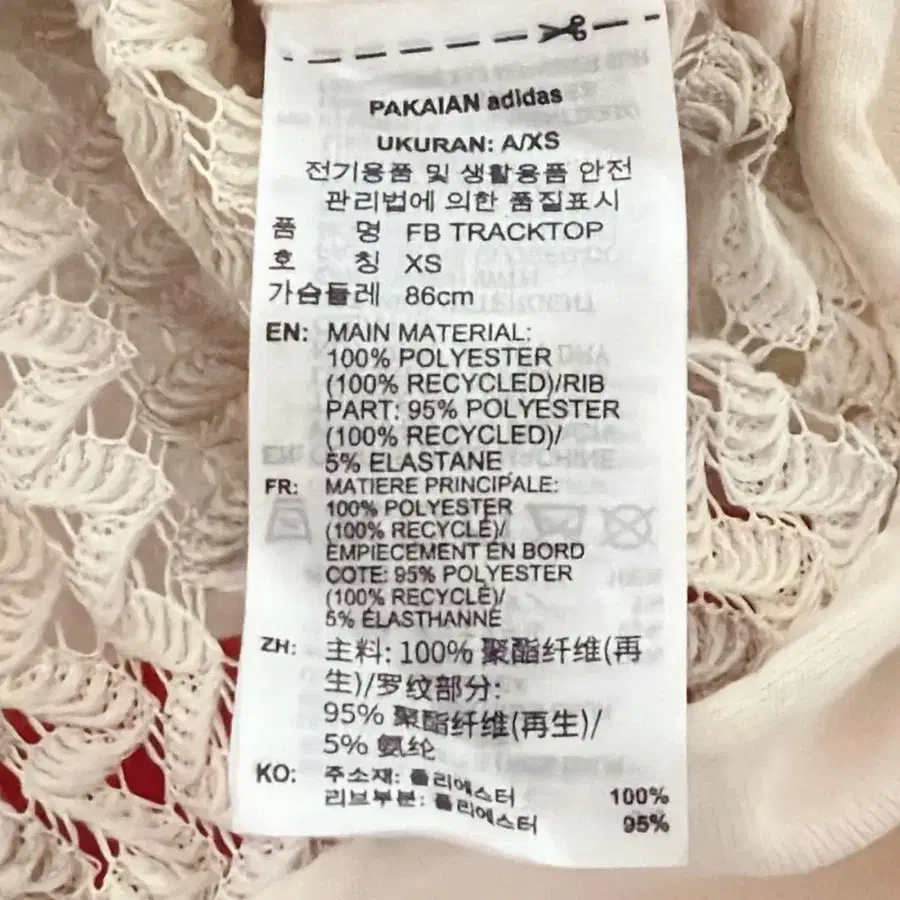 PAKAIAN adidas
UKURAN: A/XS
전기용품 및 생활용품 안전
관리법에 의한 품질표시
품 명 FB TRACKTOP
호 칭 XS
가슴둘레 86cm
EN: MAIN MATERIAL:
100% POLYESTER
(100% RECYCLED)/RIB
PART: 95% POLYESTER
(100% RECYCLED)/
5% ELASTANE
FR: MATIERE PRINCIPALE:
100% POLYESTER
(100% RECYCLÉ)/
EMPIECEMENT EN BORD
COTE: 95% POLYESTER
(100% RECYCLÉ)/
5% ÉLASTHANNE
ZH: 主料: 100% 聚酯纤维(再
生)/罗纹部分:
95% 聚酯纤维(再生)/
5% 氨纶
KO: 주소재: 폴리에스터 100%
리브부분: 폴리에스터 95%